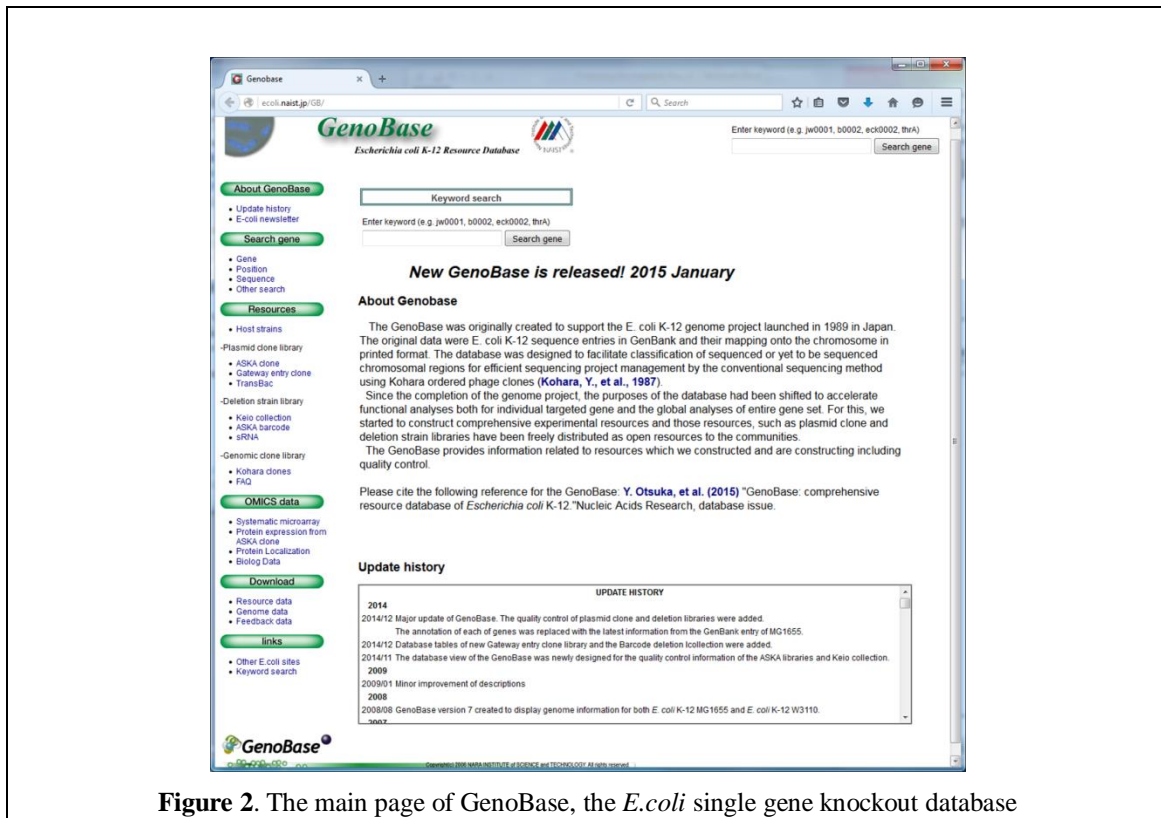 Genobase
ecoli.naist.jp/GB/
Search
GenoBase
Escherichia coli K-12 Resource Database
NAIST
Enter keyword (e.g. jw0001, b0002, eck0002, thrA)
Search gene
About GenoBase
• Update history
• E-coli newsletter
Search gene
• Gene
• Position
• Sequence
• Other search
Resources
• Host strains
-Plasmid clone library
• ASKA clone
• Gateway entry clone
• TransBac
-Deletion strain library
• Keio collection
• ASKA barcode
• sRNA
-Genomic clone library
• Kohara clones
• FAQ
OMICS data
• Systematic microarray
• Protein expression from
ASKA clone
• Protein Localization
• Biolog Data
Download
• Resource data
• Genome data
• Feedback data
links
• Other E.coli sites
• Keyword search
GenoBase
Keyword search
Enter keyword (e.g. jw0001, b0002, eck0002, thrA)
Search gene
New GenoBase is released! 2015 January
About Genobase
The GenoBase was originally created to support the E. coli K-12 genome project launched in 1989 in Japan.
The original data were E. coli K-12 sequence entries in GenBank and their mapping onto the chromosome in
printed format. The database was designed to facilitate classification of sequenced or yet to be sequenced
chromosomal regions for efficient sequencing project management by the conventional sequencing method
using Kohara ordered phage clones (Kohara, Y., et al., 1987).
Since the completion of the genome project, the purposes of the database had been shifted to accelerate
functional analyses both for individual targeted gene and the global analyses of entire gene set. For this, we
started to construct comprehensive experimental resources and those resources, such as plasmid clone and
deletion strain libraries have been freely distributed as open resources to the communities.
The GenoBase provides information related to resources which we constructed and are constructing including
quality control.
Please cite the following reference for the GenoBase: Y. Otsuka, et al. (2015) "GenoBase: comprehensive
resource database of Escherichia coli K-12."Nucleic Acids Research, database issue.
Update history
UPDATE HISTORY
2014
2014/12 Major update of GenoBase. The quality control of plasmid clone and deletion libraries were added.
The annotation of each of genes was replaced with the latest information from the GenBank entry of MG1655.
2014/12 Database tables of new Gateway entry clone library and the Barcode deletion lcollection were added.
2014/11 The database view of the GenoBase was newly designed for the quality control information of the ASKA libraries and Keio collection.
2009
2009/01 Minor improvement of descriptions
2008
2008/08 GenoBase version 7 created to display genome information for both E. coli K-12 MG1655 and E. coli K-12 W3110.
2007
Copyright(c) 2006 NARA INSTITUTE of SCIENCE and TECHNOLOGY. All rights reserved.
Figure 2. The main page of GenoBase, the E.coli single gene knockout database